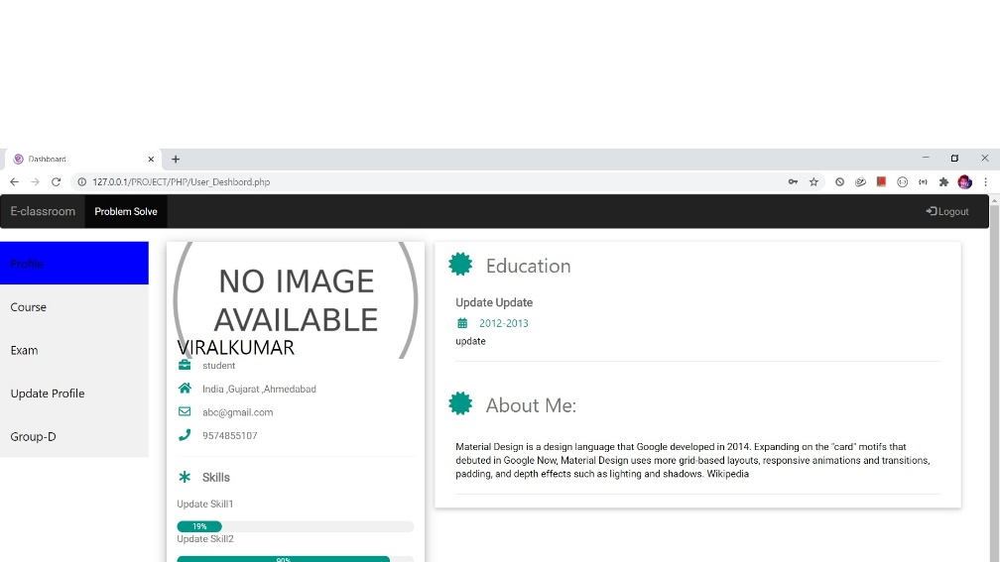 Dashboard
127.0.0.1/PROJECT/PHP/User_Deshbord.php
E-classroom
Problem Solve
Logout
Profile
Course
Exam
Update Profile
Group-D
NO IMAGE
AVAILABLE
VIRALKUMAR
student
India ,Gujarat ,Ahmedabad
abc@gmail.com
9574855107
Skills
Update Skill1
19%
Update Skill2
90%
Education
Update Update
2012-2013
update
About Me:
Material Design is a design language that Google developed in 2014. Expanding on the "card" motifs that
debuted in Google Now, Material Design uses more grid-based layouts, responsive animations and transitions,
padding, and depth effects such as lighting and shadows. Wikipedia